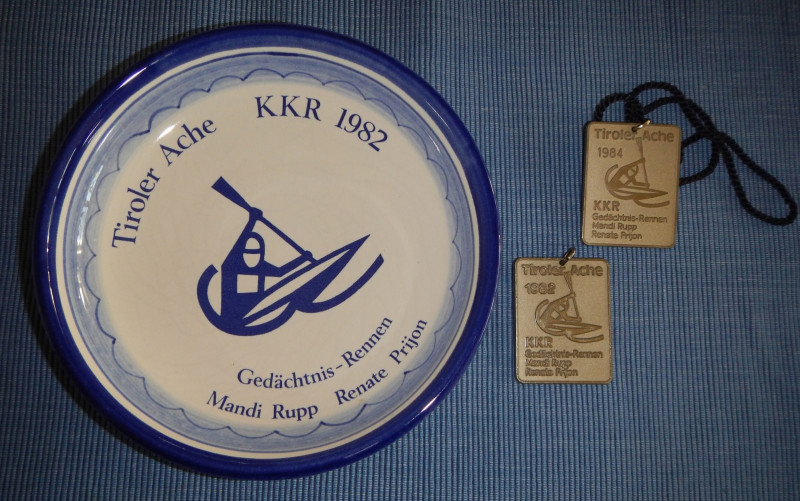 Tiroler Ache KKR 1982
Gedächtnis-Rennen
Mandi Rupp Renate Prijon
Tiroler Ache
1984
KKR
Gedächtnis-Rennen
Mandi Rupp
Renate Prijon
Tiroler Ache
1982
KKR
Gedächtnis-Rennen
Mandi Rupp
Renate Prijon